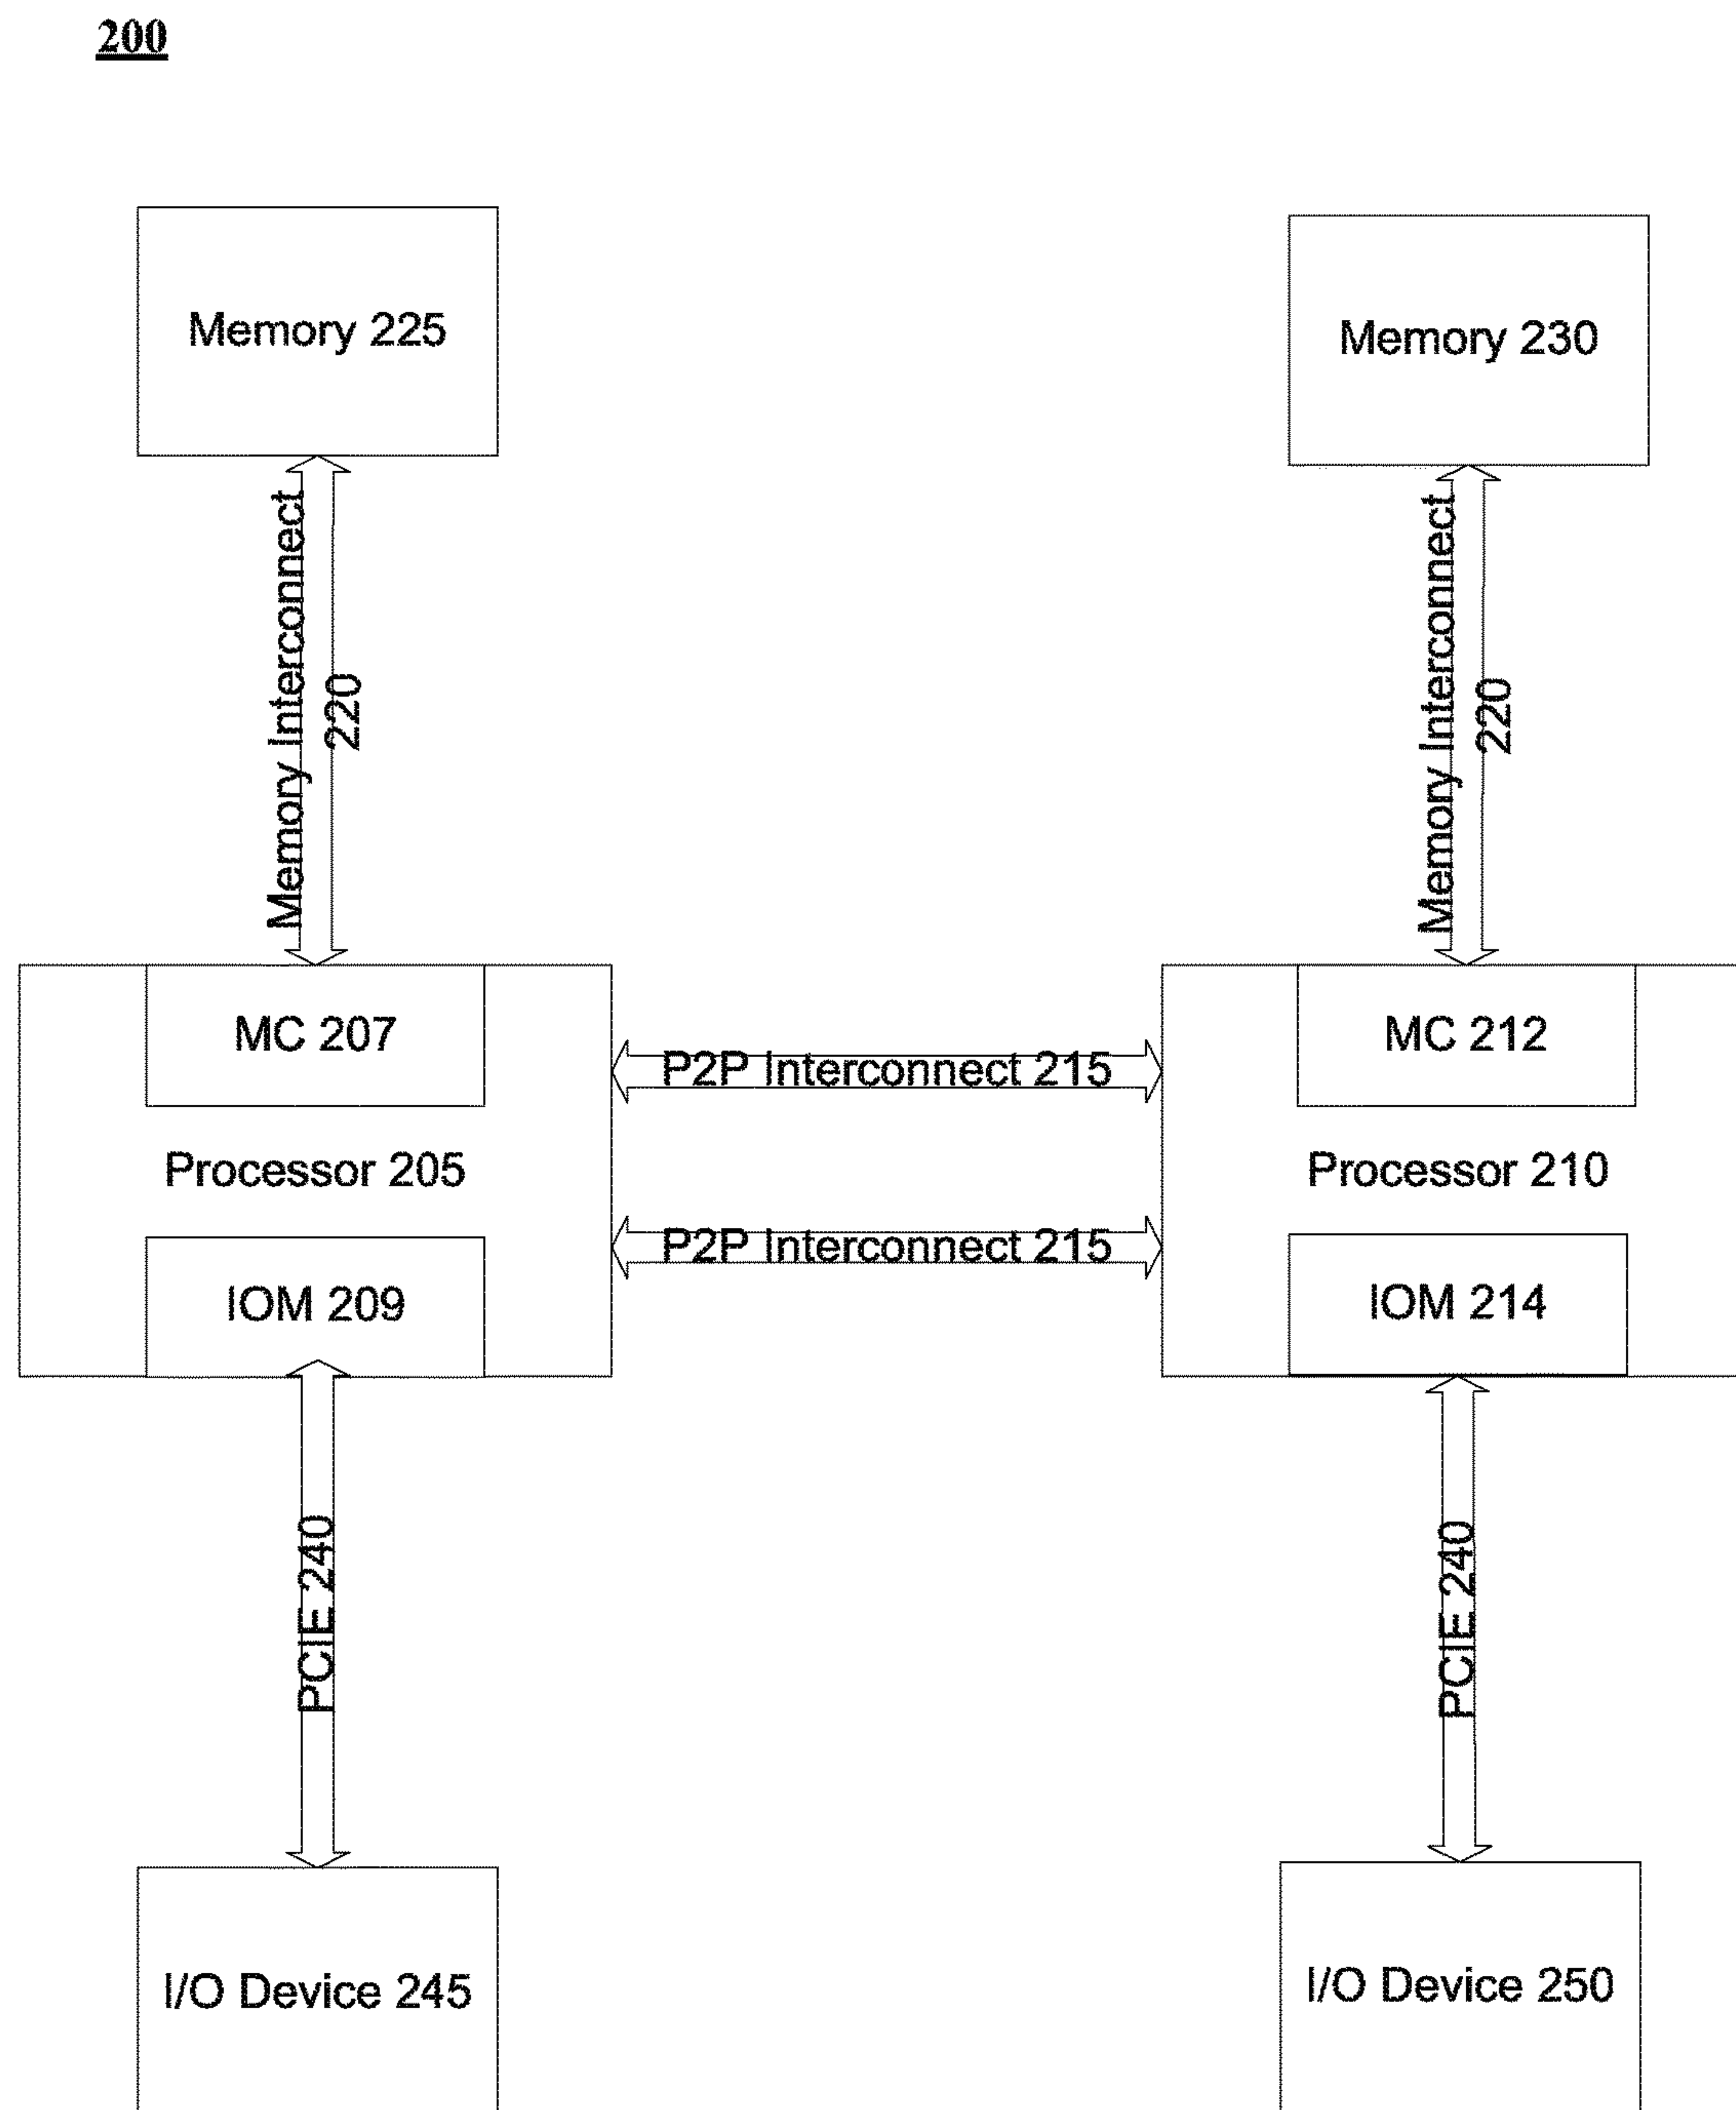 200
Memory 225
Memory 230
Memory Interconnect
220
Memory Interconnect
220
MC 207
MC 212
P2P Interconnect 215
Processor 205
Processor 210
P2P Interconnect 215
IOM 209
IOM 214
PCIE 240
PCIE 240
I/O Device 245
I/O Device 250